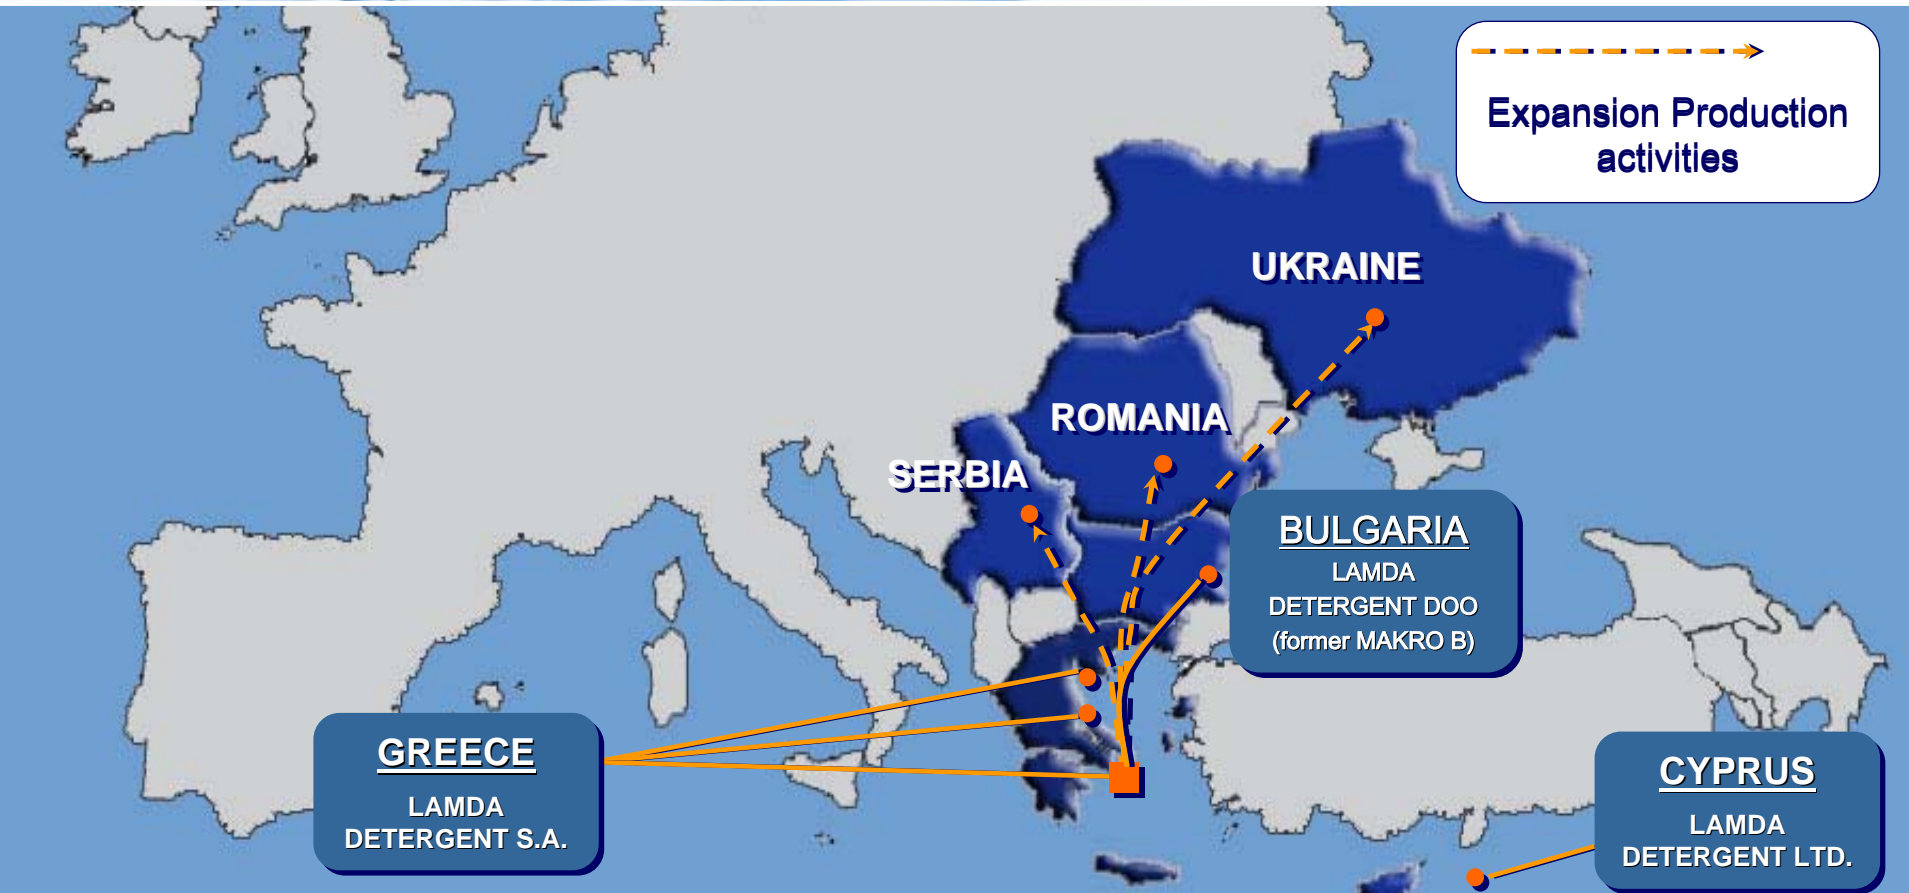 Expansion Production
activities
UKRAINE
ROMANIA
SERBIA
BULGARIA
LAMDA
DETERGENT DOO
(former MAKRO B)
GREECE
LAMDA
DETERGENT S.A.
CYPRUS
LAMDA
DETERGENT LTD.